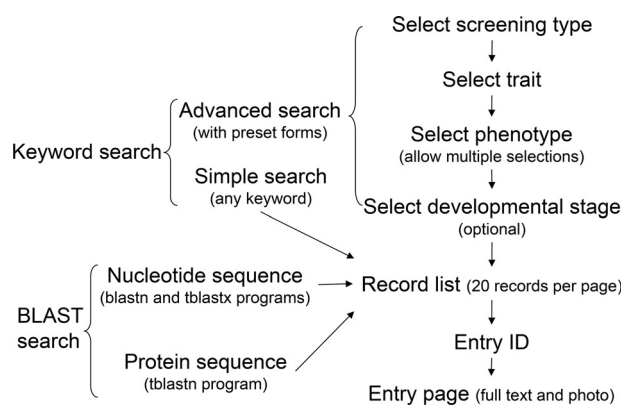 Select screening type
Select trait
Advanced search
(with preset forms)
Select phenotype
(allow multiple selections)
Keyword search
Simple search
(any keyword)
Select developmental stage
(optional)
Nucleotide sequence
(blastn and tblastx programs)
Record list (20 records per page)
BLAST
search
Entry ID
Protein sequence
(tblastn program)
Entry page (full text and photo)